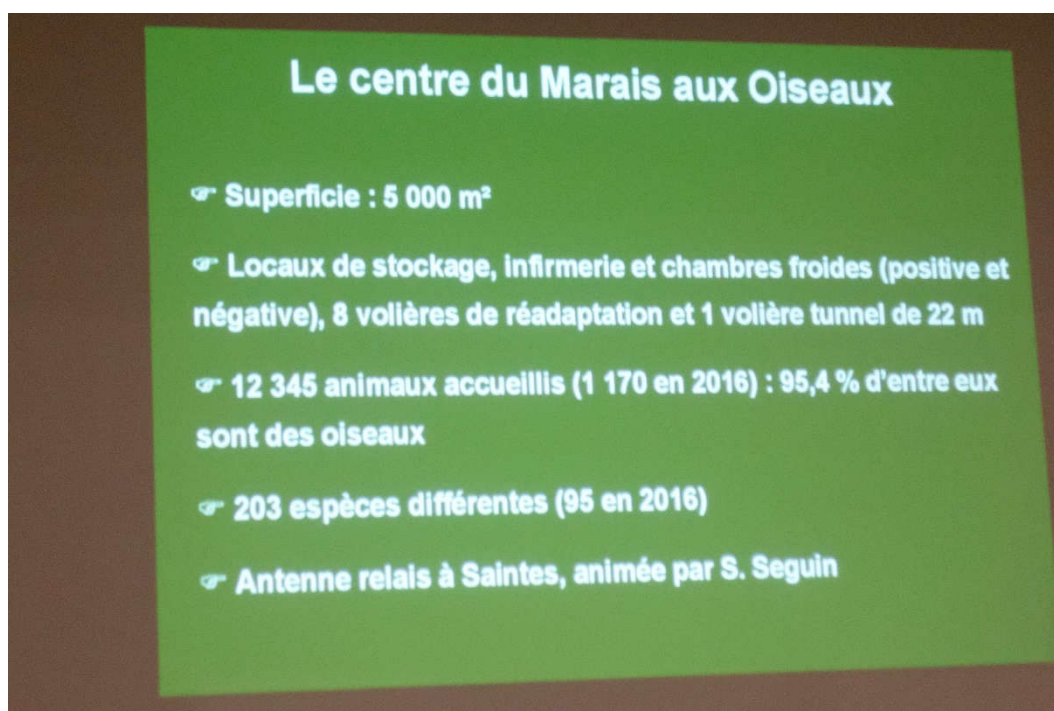 Le centre du Marais aux Oiseaux
☞ Superficie : 5 000 m²
☞ Locaux de stockage, infirmerie et chambres froides (positive et
négative), 8 volières de réadaptation et 1 volière tunnel de 22 m
☞ 12 345 animaux accueillis (1 170 en 2016) : 95,4 % d'entre eux
sont des oiseaux
☞ 203 espèces différentes (95 en 2016)
☞ Antenne relais à Saintes, animée par S. Seguin